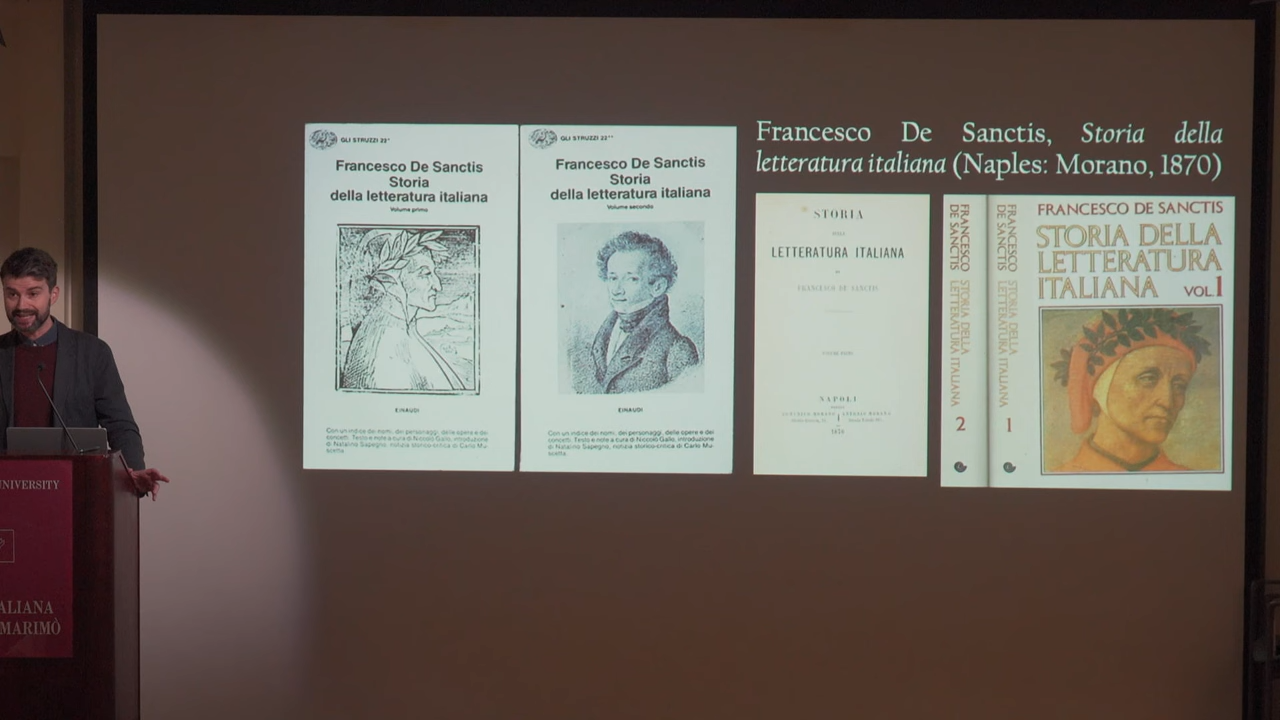 GLI STRUZZI 23*
Francesco De Sanctis
Storia
della letteratura italiana
Volume primo
EINAUDI
Con un indice dei nomi, dei personaggi, delle opere e dei
concetti. Testo e note a cura di Niccolò Gallo, introduzione
di Natalino Sapegno, notizia storico-critica di Carlo Mu-
scetta.
GLI STRUZZI 23**
Francesco De Sanctis
Storia
della letteratura italiana
Volume secondo
EINAUDI
Con un indice dei nomi, dei personaggi, delle opere e dei
concetti. Testo e note a cura di Niccolò Gallo, introduzione
di Natalino Sapegno, notizia storico-critica di Carlo Mu-
scetta.
Francesco De Sanctis, Storia della
letteratura italiana (Naples: Morano, 1870)
STORIA
DELLA
LETTERATURA ITALIANA
FRANCESCO DE SANCTIS
NAPOLI
1870
FRANCESCO
DE SANCTIS
STORIA DELLA
LETTERATURA ITALIANA
2
FRANCESCO
DE SANCTIS
STORIA DELLA
LETTERATURA ITALIANA
1
FRANCESCO DE SANCTIS
STORIA DELLA
LETTERATURA
ITALIANA VOL.1
UNIVERSITY
ALIANA
MARIMÒ